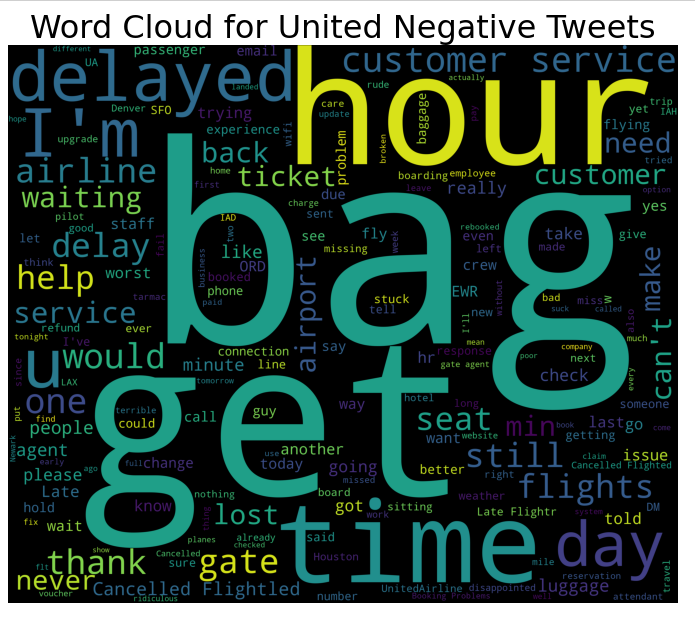 Word Cloud for United Negative Tweets
different
UA
passenger
email
customer service
actually
landed
delayed
hour
hope
Denver
SFO
trying
care
update
rude
baggage
pay
yet
trip
IAH
I'm
upgrade
experience
wifi
problem
broken
flying
need
tried
airline
back
home
ticket
boarding
employee
customer
waiting
first
charge
due
leave
really
option
pilot
good
staff
fail
bag
IAD
two
sent
week
rebooked
yes
let
delay
like
see
fly
even
left
take
give
think
worst
ORD
missing
crew
made
help
tarmac
business
booked
phone
airport
stuck
tell
EWR
without
bad
miss
W
make
service
refund
ever
paid
new
I'll
suck
called
also
can't
tonight
I've
connection
say
hr
response
mean
company
much
since
u
would
minute
line
gate agent
poor
next
LAX
tomorrow
check
every
one
get
hotel
long
someone
put
find
terrible
could
guy
way
seat
min
book
last
go
come
people
call
want
website
getting
Newark
agent
another
still
issue
early
ago
full
change
use
today
going
better
right
claim
Cancelled Flighted
please
missed
weather
flights
Late
nothing
board
sitting
DM
hold
know
thing
lost
got
Late Flightr
told
fix
wait
already
work
said
time
system
day
planes
show
Cancelled
checked
thank
sure
gate
Houston
mile
flt
never
Cancelled Flightled
UnitedAirline
disappointed
reservation
luggage
travel
voucher
ridiculous
number
Booking Problems
well
attendant